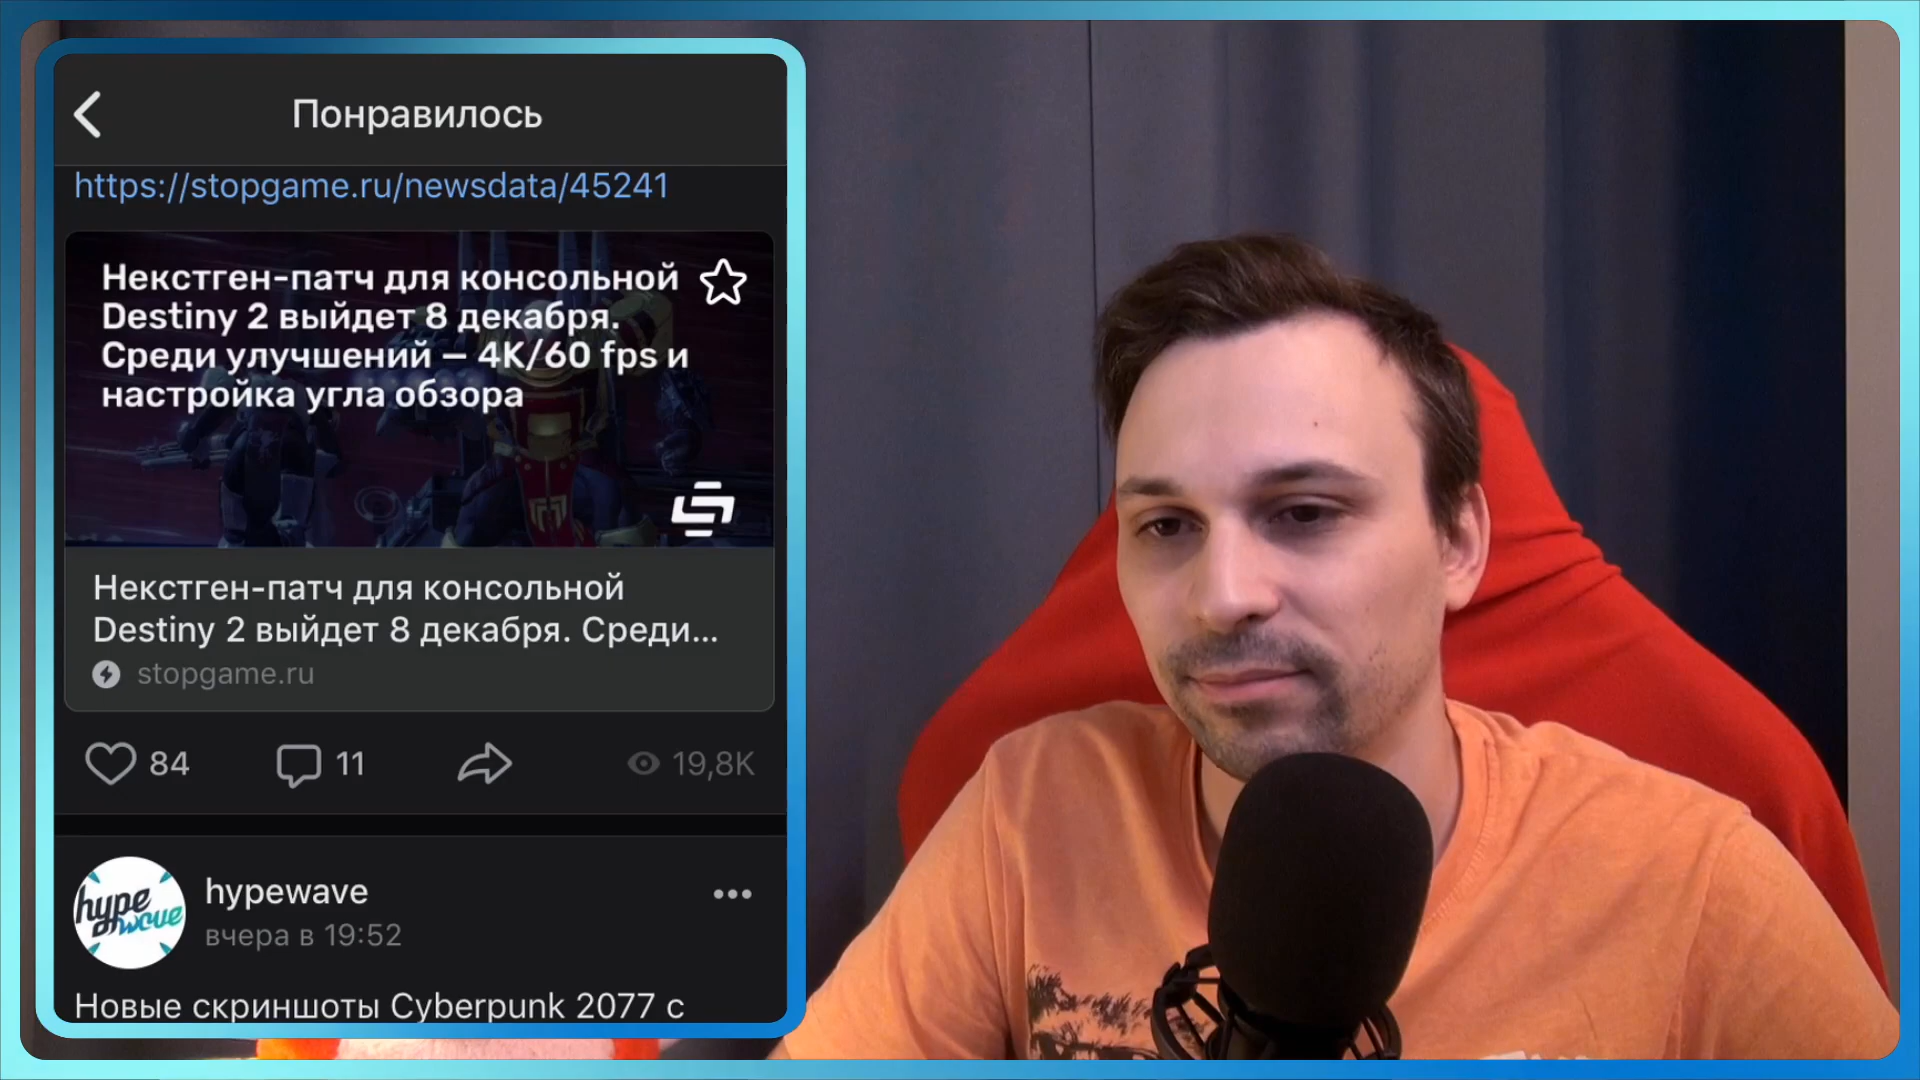 Понравилось
https://stopgame.ru/newsdata/45241
Некстген-патч для консольной
Destiny 2 выйдет 8 декабря.
Среди улучшений — 4K/60 fps и
настройка угла обзора
Некстген-патч для консольной
Destiny 2 выйдет 8 декабря. Среди...
stopgame.ru
84
11
19,8K
hype
wave
hypewave
вчера в 19:52
Новые скриншоты Cyberpunk 2077 с